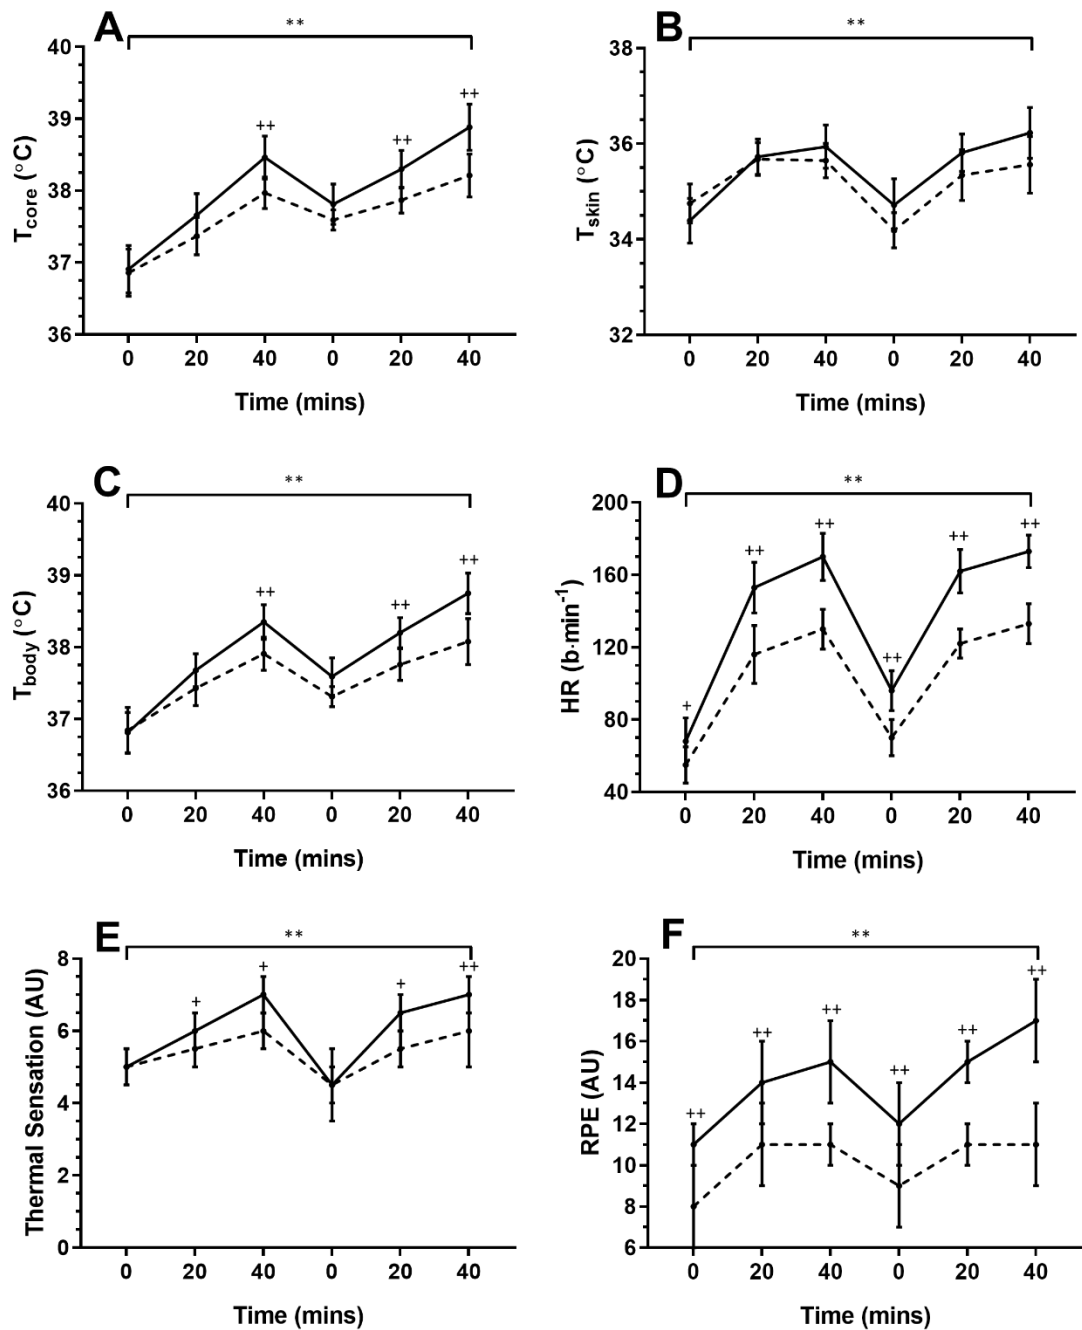 A
**
40
39
38
37
36
T_core (°C)
++
++
++
0 20 40 0 20 40
Time (mins)
B
**
38
36
34
32
T_skin (°C)
0 20 40 0 20 40
Time (mins)
C
**
40
39
38
37
36
T_body (°C)
++
++
++
0 20 40 0 20 40
Time (mins)
D
**
200
160
120
80
40
HR (b·min⁻¹)
+
++
++
++
++
++
0 20 40 0 20 40
Time (mins)
E
**
8
6
4
2
0
Thermal Sensation (AU)
+
+
+
++
0 20 40 0 20 40
Time (mins)
F
**
20
18
16
14
12
10
8
6
RPE (AU)
++
++
++
++
++
++
0 20 40 0 20 40
Time (mins)